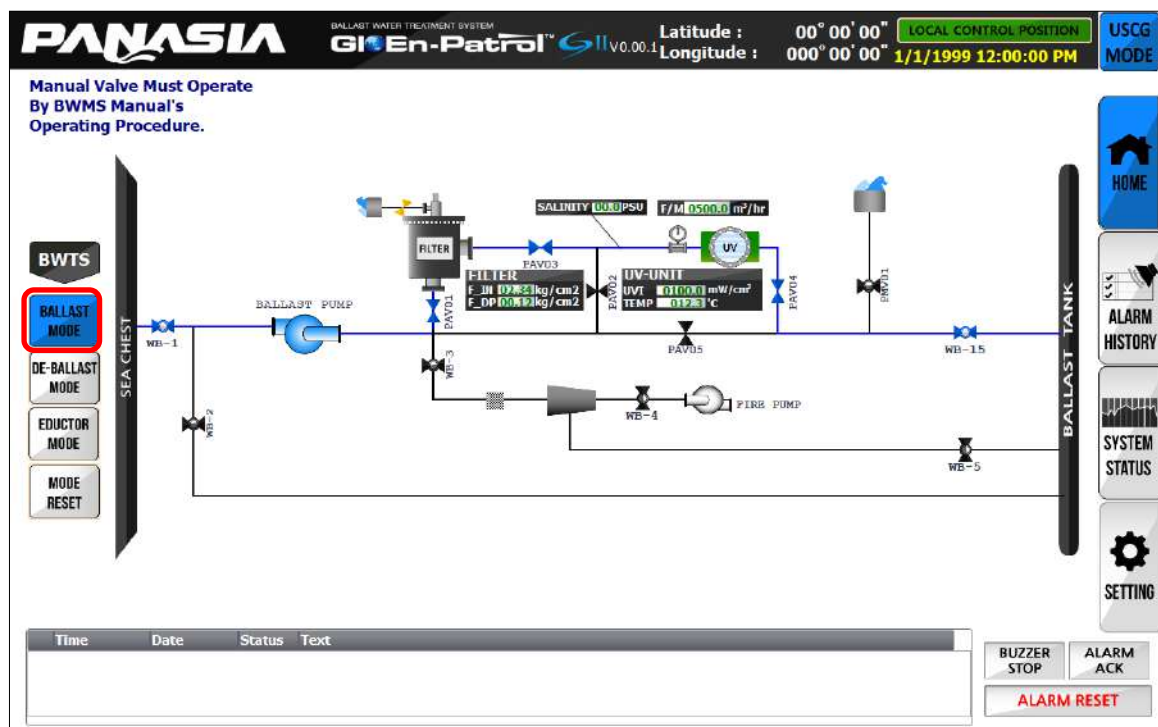 PANASIA
BALLAST WATER TREATMENT SYSTEM
GloEn-Patrol™ SII V0.00.1
Latitude : 00° 00' 00"
Longitude : 000° 00' 00"
LOCAL CONTROL POSITION
1/1/1999 12:00:00 PM
USCG
MODE
Manual Valve Must Operate
By BWMS Manual's
Operating Procedure.
HOME
SALINITY 00.0 PSU
F/M 0500.0 m³/hr
FILTER
UV
PAV03
BWTS
FILTER
F_IN 02.84 kg/cm2
F_DP 00.12 kg/cm2
PAV02
UV-UNIT
UVI 0100.0 mW/cm²
TEMP 012.3 °C
PAV04
PMV01
PAV01
BALLAST
MODE
BALLAST PUMP
SEA CHEST
WB-1
PAV05
WB-15
BALLAST TANK
ALARM
HISTORY
DE-BALLAST
MODE
WB-3
WB-4
FIRE PUMP
EDUCTOR
MODE
WB-2
WB-5
SYSTEM
STATUS
MODE
RESET
SETTING
Time Date Status Text
BUZZER
STOP
ALARM
ACK
ALARM RESET